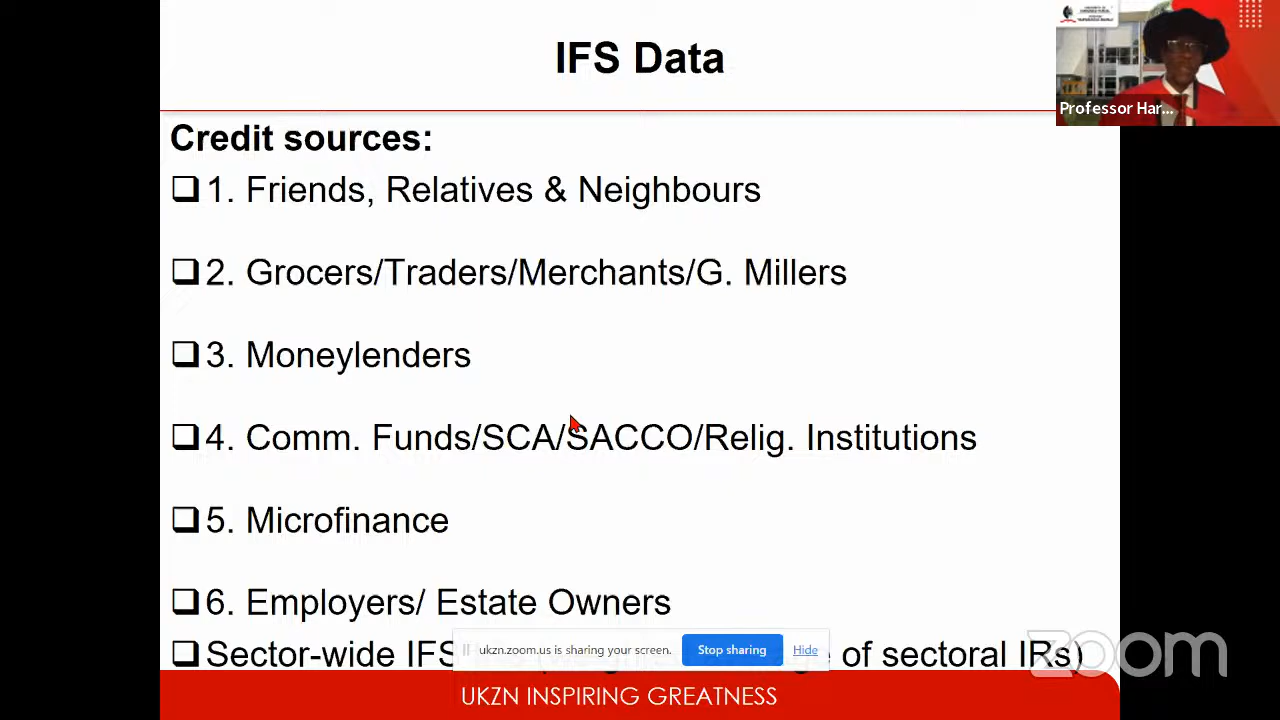 IFS Data
Professor Har...
Credit sources:
1. Friends, Relatives & Neighbours
2. Grocers/Traders/Merchants/G. Millers
3. Moneylenders
4. Comm. Funds/SCA/SACCO/Relig. Institutions
5. Microfinance
6. Employers/ Estate Owners
Sector-wide IFS of sectoral IRs)
ukzn.zoom.us is sharing your screen. Stop sharing Hide
zoom
UKZN INSPIRING GREATNESS